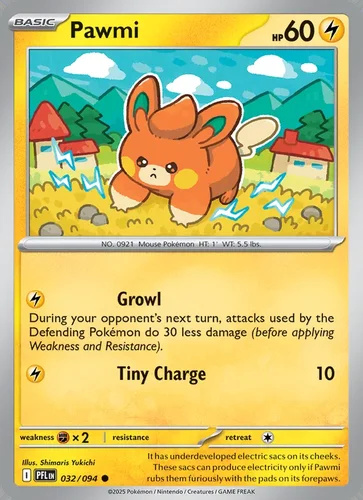 BASIC
Pawmi
HP 60
NO. 0921 Mouse Pokémon HT: 1' WT: 5.5 lbs.
Growl
During your opponent's next turn, attacks used by the
Defending Pokémon do 30 less damage (before applying
Weakness and Resistance).
Tiny Charge 10
weakness ×2 resistance retreat
Illus. Shimaris Yukichi
I PFL EN 032/094
It has underdeveloped electric sacs on its cheeks.
These sacs can produce electricity only if Pawmi
rubs them furiously with the pads on its forepaws.
©2025 Pokémon / Nintendo / Creatures / GAME FREAK